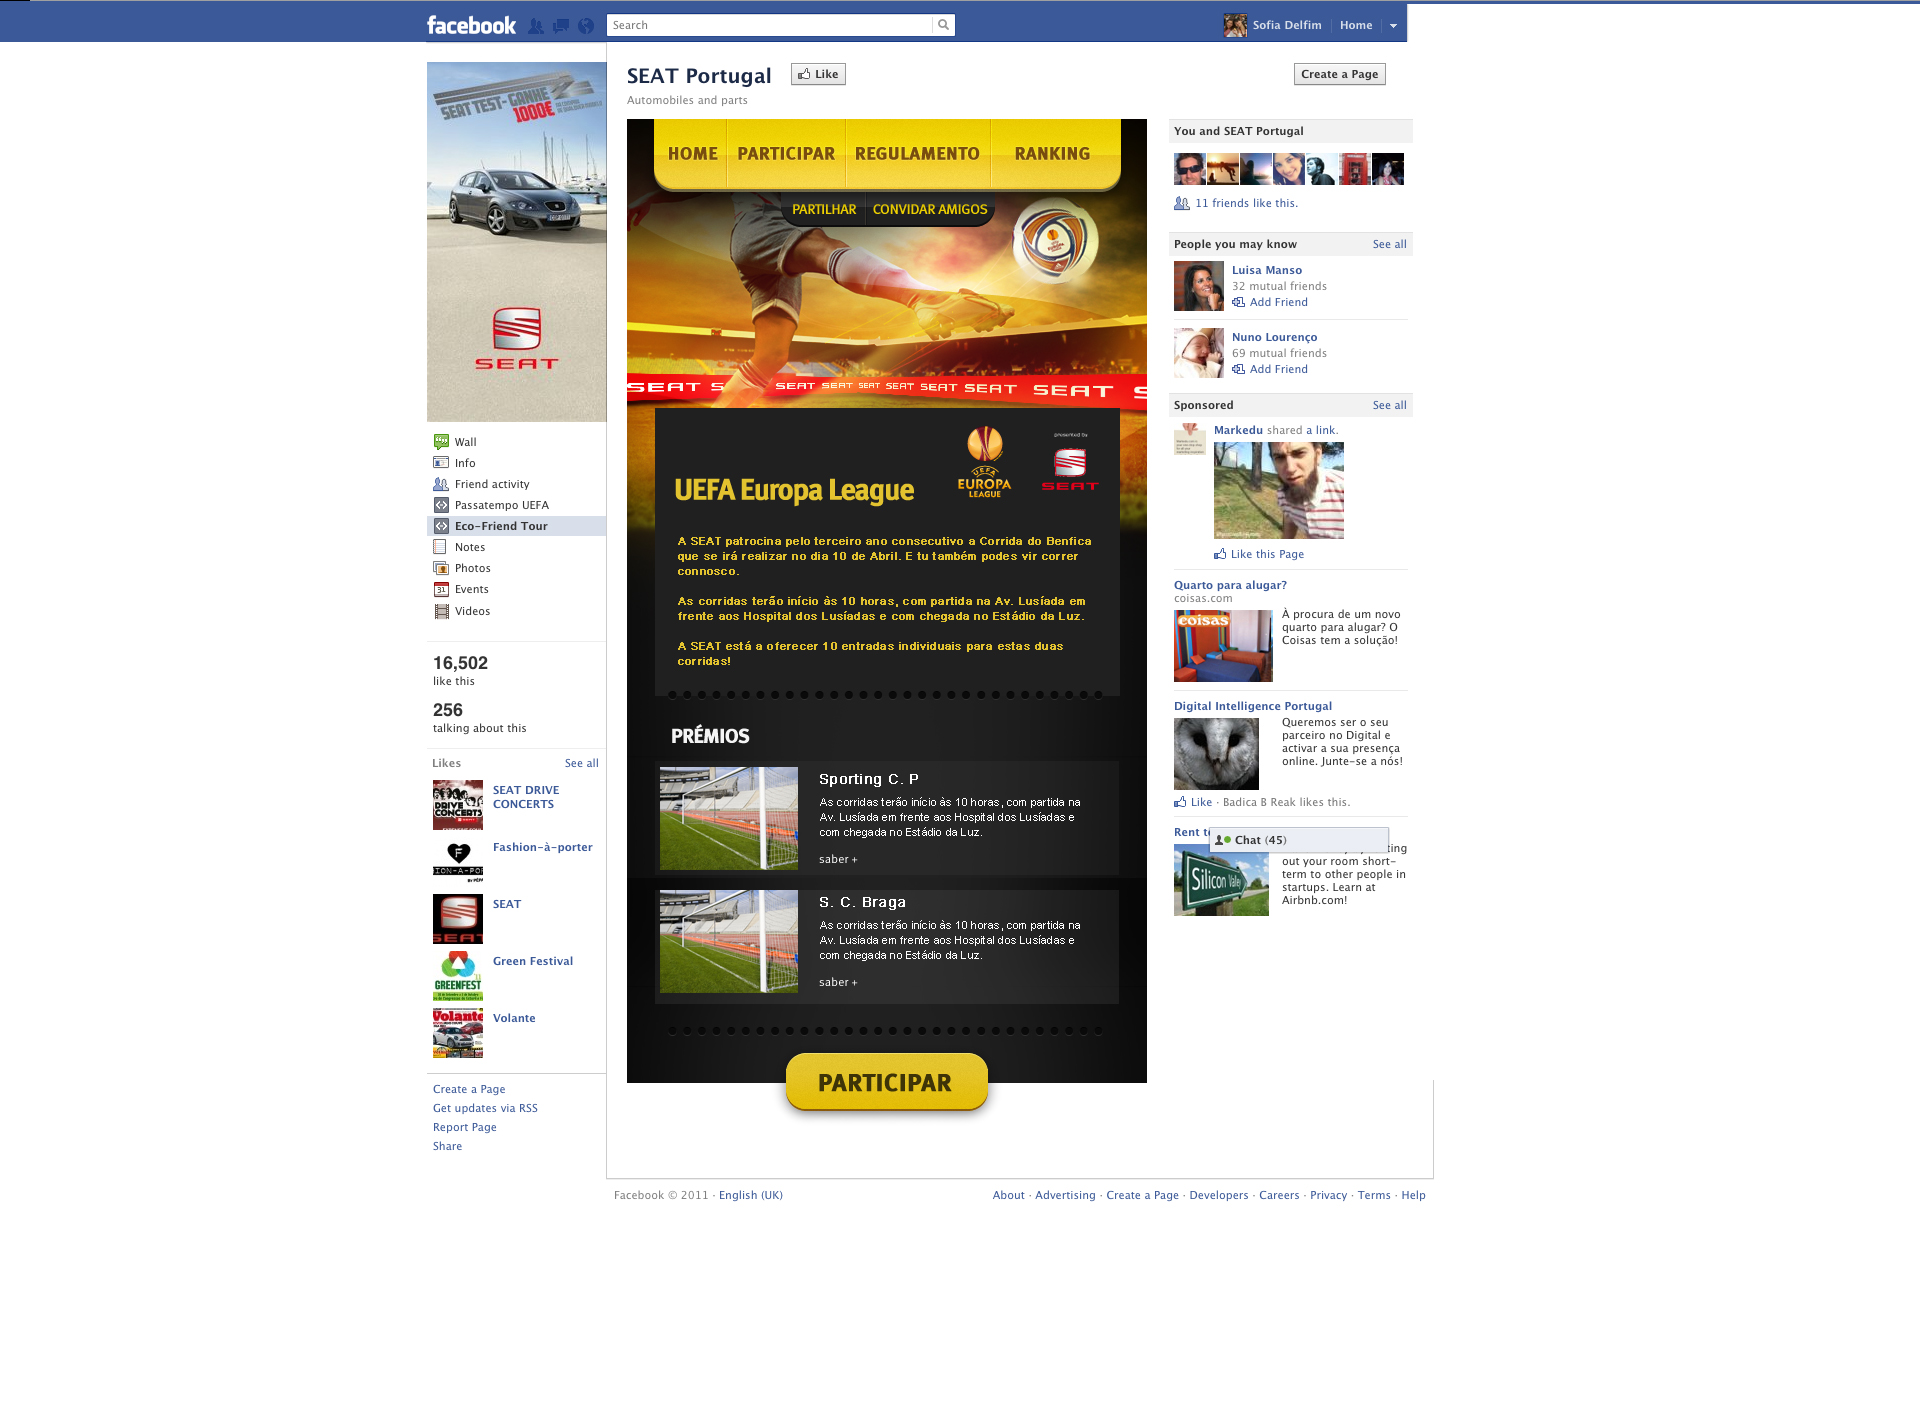 facebook
Search
Sofia Delfim
Home
SEAT TEST-GANHE
1000€
SEAT
Wall
Info
Friend activity
Passatempo UEFA
Eco-Friend Tour
Notes
Photos
Events
Videos
16,502
like this
256
talking about this
Likes
See all
DRIVE
CONCERTS
SEAT DRIVE
CONCERTS
F
Fashion-à-porter
SEAT
SEAT
GREENFEST
Green Festival
Volante
Volante
Create a Page
Get updates via RSS
Report Page
Share
SEAT Portugal
Like
Create a Page
Automobiles and parts
HOME PARTICIPAR REGULAMENTO RANKING
PARTILHAR CONVIDAR AMIGOS
SEAT S SEAT SEAT SEAT SEAT SEAT SEAT SEAT S
UEFA Europa League
UEFA
EUROPA
LEAGUE
presented by
SEAT
A SEAT patrocina pelo terceiro ano consecutivo a Corrida do Benfica
que se irá realizar no dia 10 de Abril. E tu também podes vir correr
connosco.
As corridas terão início às 10 horas, com partida na Av. Lusíada em
frente aos Hospital dos Lusíadas e com chegada no Estádio da Luz.
A SEAT está a oferecer 10 entradas individuais para estas duas
corridas!
PRÉMIOS
Sporting C. P
As corridas terão início às 10 horas, com partida na
Av. Lusíada em frente aos Hospital dos Lusíadas e
com chegada no Estádio da Luz.
saber +
S. C. Braga
As corridas terão início às 10 horas, com partida na
Av. Lusíada em frente aos Hospital dos Lusíadas e
com chegada no Estádio da Luz.
saber +
PARTICIPAR
You and SEAT Portugal
11 friends like this.
People you may know
See all
Luisa Manso
32 mutual friends
Add Friend
Nuno Lourenço
69 mutual friends
Add Friend
Sponsored
See all
Markedu shared a link.
Like this Page
Quarto para alugar?
coisas.com
coisas
À procura de um novo
quarto para alugar? O
Coisas tem a solução!
Digital Intelligence Portugal
Queremos ser o seu
parceiro no Digital e
activar a sua presença
online. Junte-se a nós!
Like · Badica B Reak likes this.
Rent
Chat (45)
Silicon Valley
out your room short-
term to other people in
startups. Learn at
Airbnb.com!
Facebook © 2011 · English (UK)
About · Advertising · Create a Page · Developers · Careers · Privacy · Terms · Help